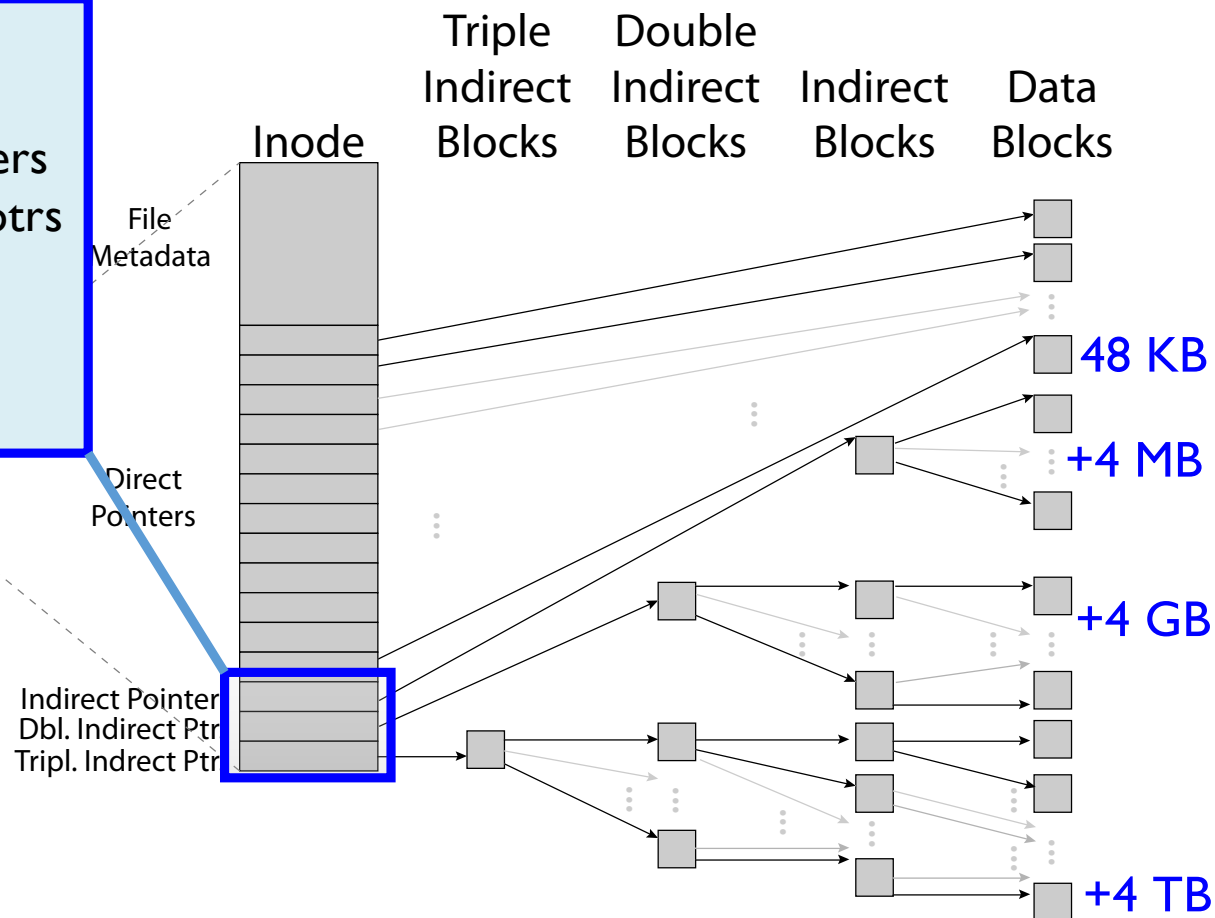 ers
ptrs
Triple
Indirect
Blocks
Double
Indirect
Blocks
Indirect
Blocks
Data
Blocks
Inode
File
Metadata
Direct
Pointers
Indirect Pointer
Dbl. Indirect Ptr
Tripl. Indrect Ptr
48 KB
+4 MB
+4 GB
+4 TB